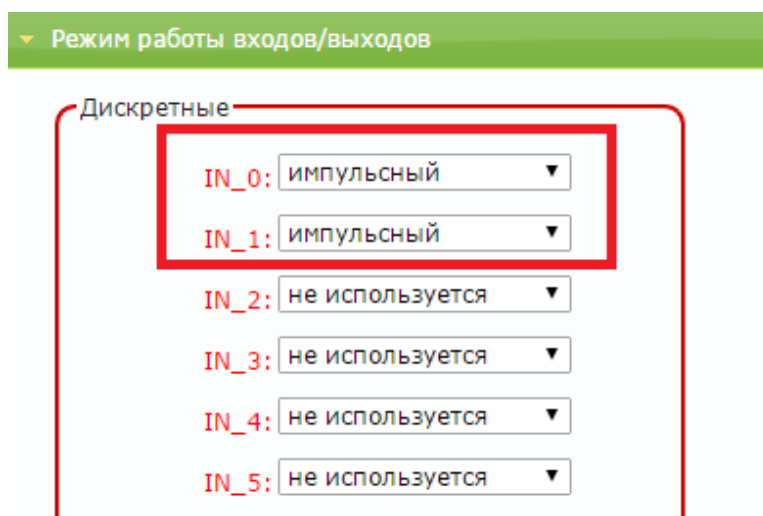 Режим работы входов/выходов
Дискретные
IN_0: импульсный
IN_1: импульсный
IN_2: не используется
IN_3: не используется
IN_4: не используется
IN_5: не используется